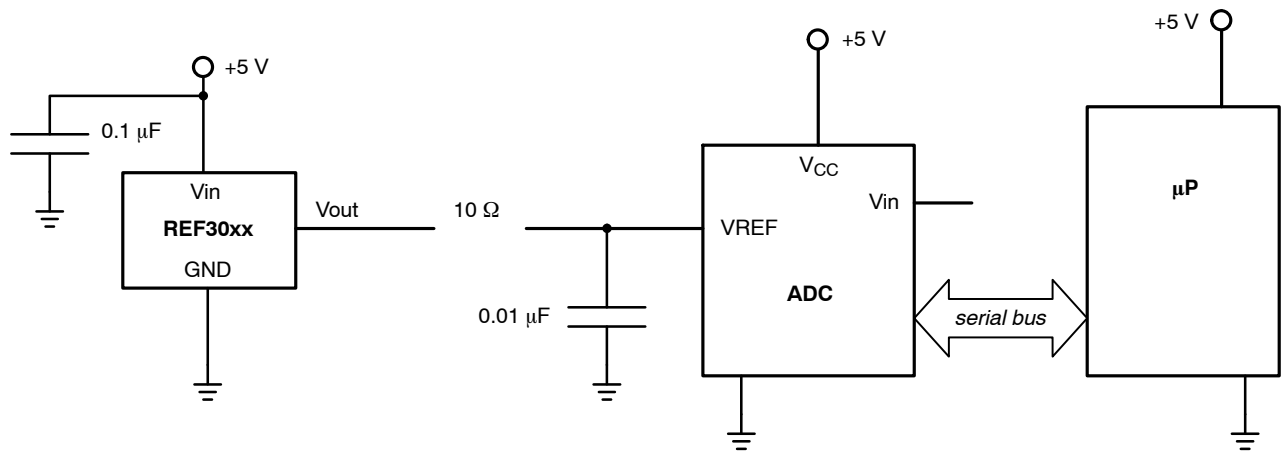 +5 V
0.1 μF
Vin
REF30xx
GND
Vout
10 Ω
0.01 μF
+5 V
VCC
Vin
VREF
ADC
serial bus
+5 V
μP